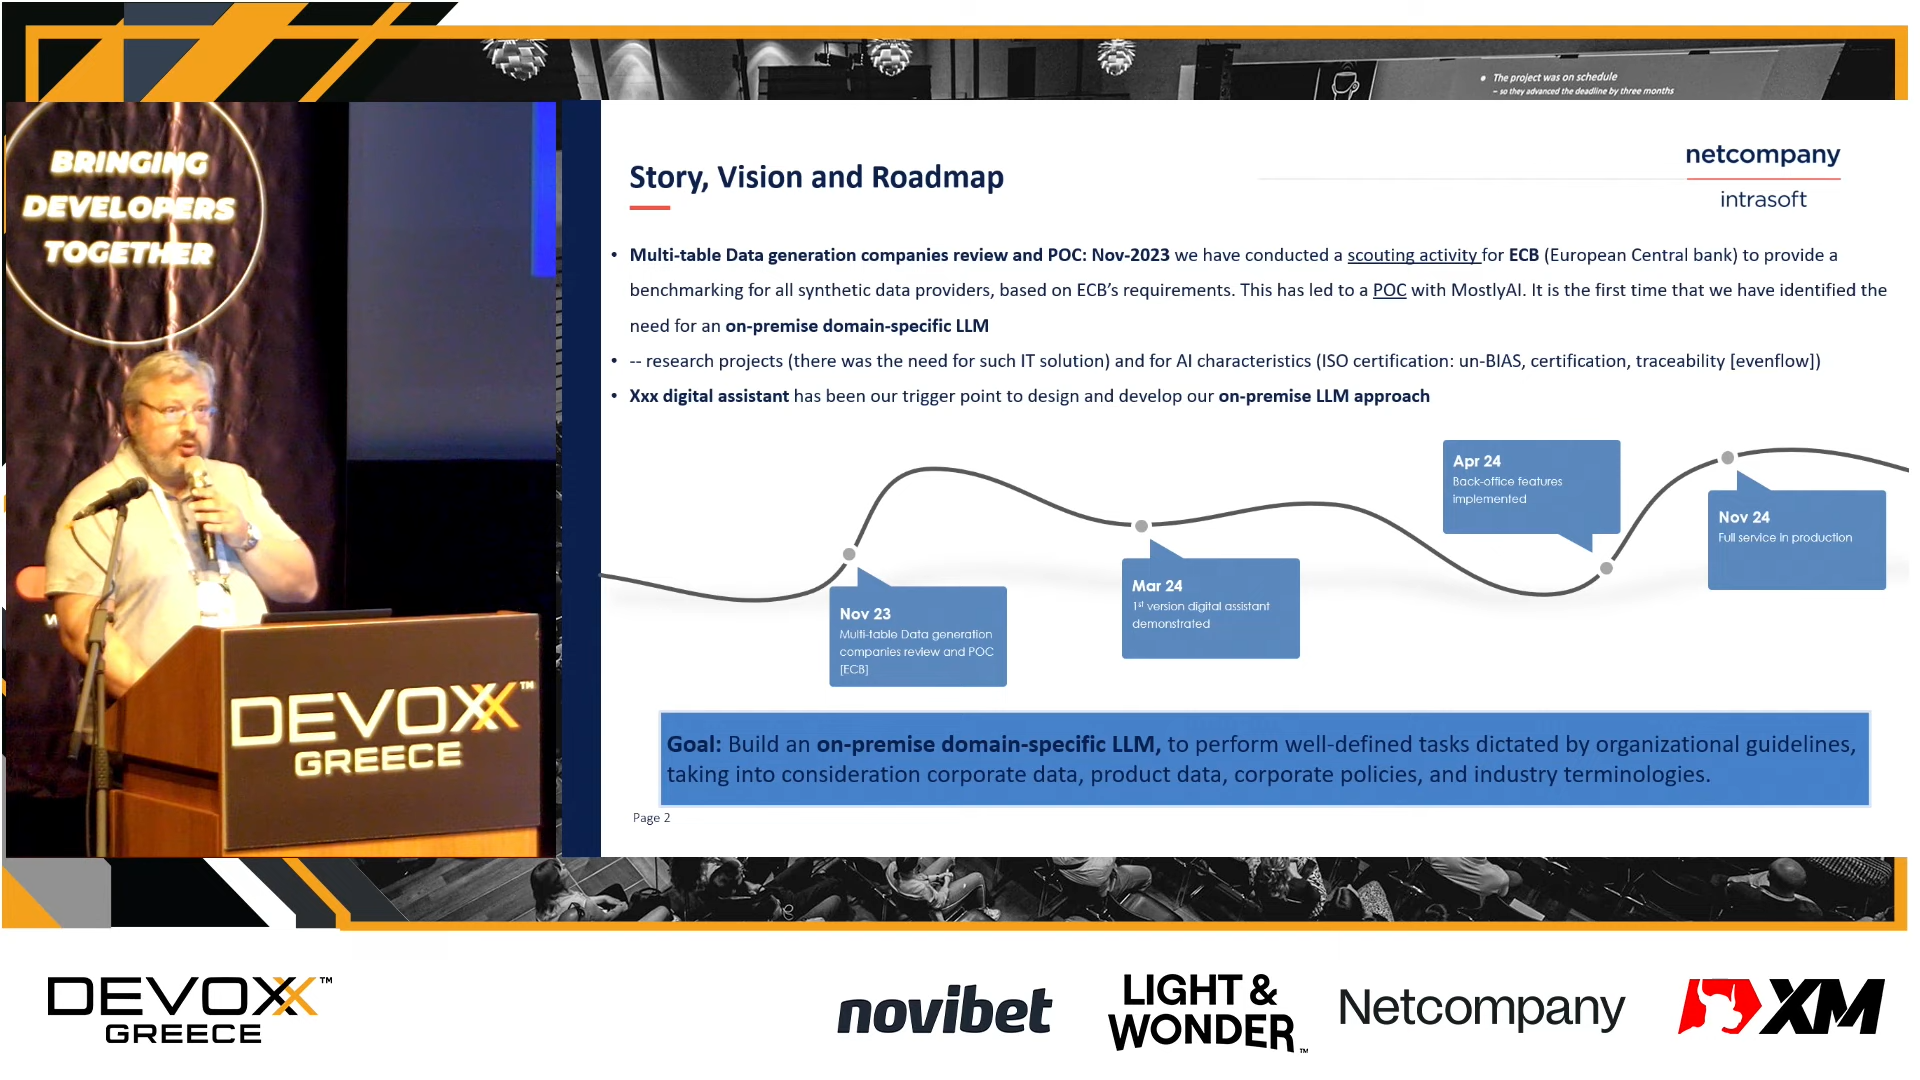 The project was on schedule
– so they advanced the deadline by three months
BRINGING
DEVELOPERS
TOGETHER
DEVOXX™
GREECE
Story, Vision and Roadmap
netcompany
intrasoft
• Multi-table Data generation companies review and POC: Nov-2023 we have conducted a scouting activity for ECB (European Central bank) to provide a
benchmarking for all synthetic data providers, based on ECB’s requirements. This has led to a POC with MostlyAI. It is the first time that we have identified the
need for an on-premise domain-specific LLM
• -- research projects (there was the need for such IT solution) and for AI characteristics (ISO certification: un-BIAS, certification, traceability [evenflow])
• Xxx digital assistant has been our trigger point to design and develop our on-premise LLM approach
Nov 23
Multi-table Data generation
companies review and POC
[ECB]
Mar 24
1st version digital assistant
demonstrated
Apr 24
Back-office features
implemented
Nov 24
Full service in production
Goal: Build an on-premise domain-specific LLM, to perform well-defined tasks dictated by organizational guidelines,
taking into consideration corporate data, product data, corporate policies, and industry terminologies.
Page 2
DEVOXX™
GREECE
novibet
LIGHT &
WONDER™
Netcompany
XM